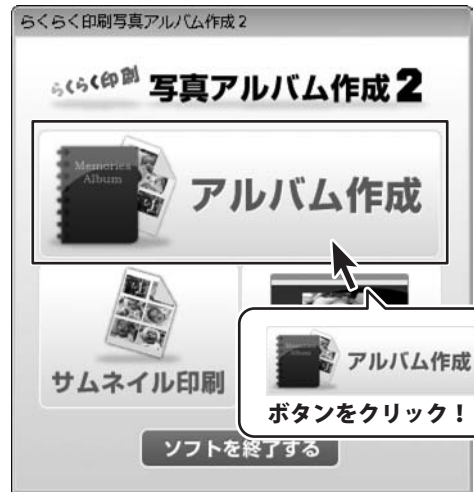 らくらく印刷写真アルバム作成2
らくらく印刷 写真アルバム作成2
Memories
Album
アルバム作成
サムネイル印刷
Memories
Album
アルバム作成
ボタンをクリック！
ソフトを終了する